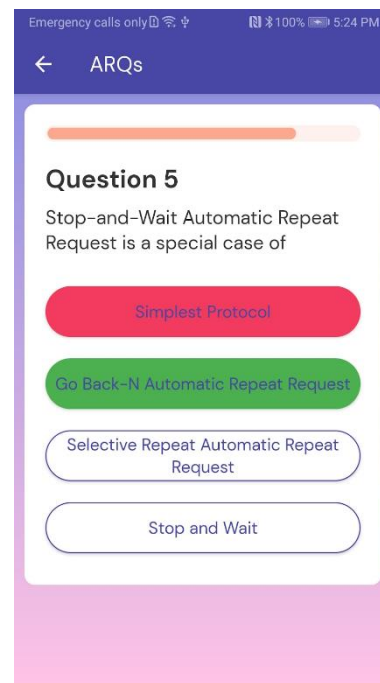 Emergency calls only
100% 5:24 PM
ARQs
Question 5
Stop-and-Wait Automatic Repeat
Request is a special case of
Simplest Protocol
Go Back-N Automatic Repeat Request
Selective Repeat Automatic Repeat
Request
Stop and Wait